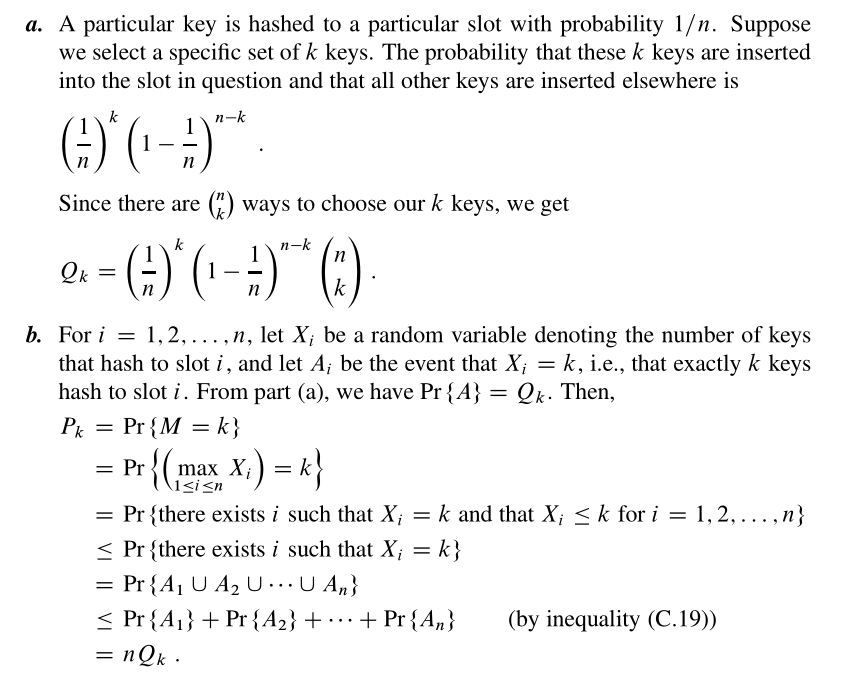 a. A particular key is hashed to a particular slot with probability 1/n. Suppose
we select a specific set of k keys. The probability that these k keys are inserted
into the slot in question and that all other keys are inserted elsewhere is
(1/n)^k (1 − 1/n)^{n−k} .
Since there are (n k) ways to choose our k keys, we get
Q_k = (1/n)^k (1 − 1/n)^{n−k} (n k) .
b. For i = 1, 2, . . . , n, let X_i be a random variable denoting the number of keys
that hash to slot i, and let A_i be the event that X_i = k, i.e., that exactly k keys
hash to slot i. From part (a), we have Pr {A} = Q_k. Then,
P_k = Pr {M = k}
= Pr {(max_{1≤i≤n} X_i) = k}
= Pr {there exists i such that X_i = k and that X_i ≤ k for i = 1, 2, . . . , n}
≤ Pr {there exists i such that X_i = k}
= Pr {A_1 ∪ A_2 ∪ ··· ∪ A_n}
≤ Pr {A_1} + Pr {A_2} + ··· + Pr {A_n} (by inequality (C.19))
= nQ_k .